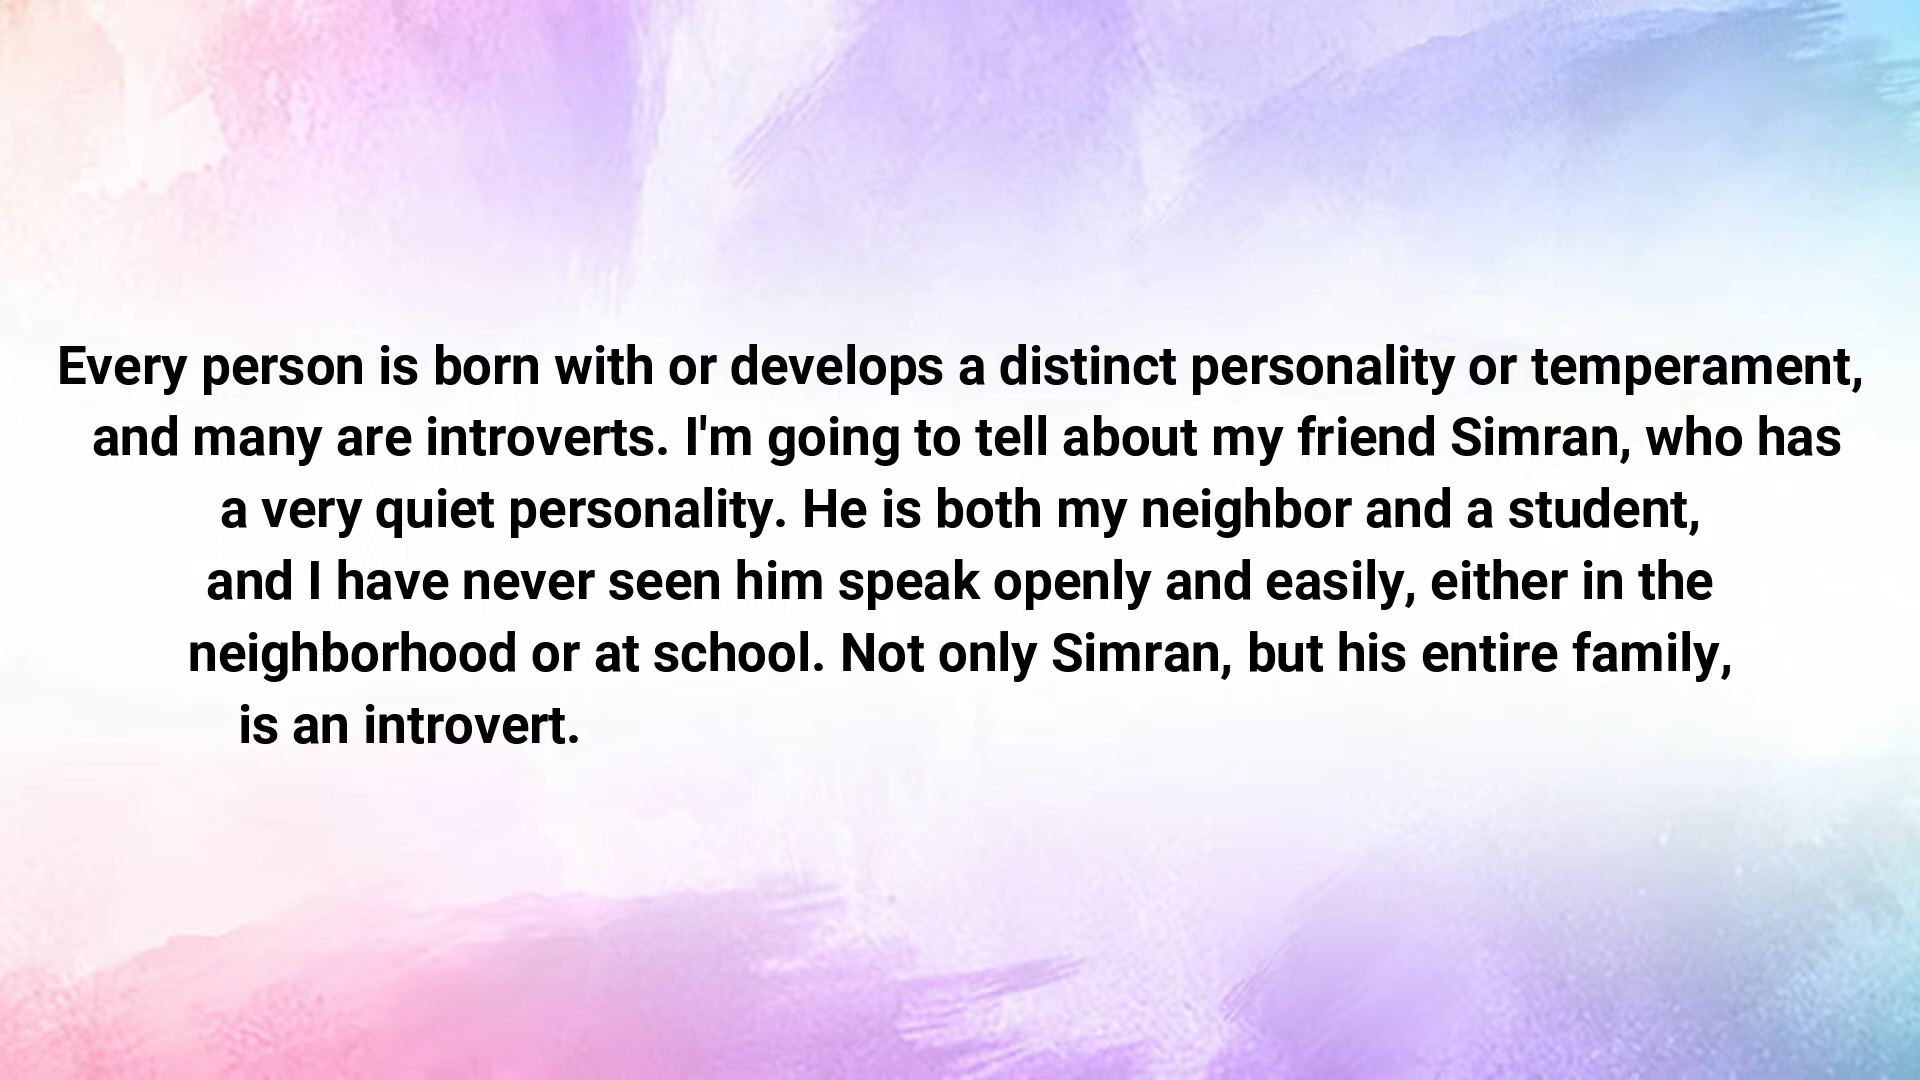 Every person is born with or develops a distinct personality or temperament,
and many are introverts. I'm going to tell about my friend Simran, who has
a very quiet personality. He is both my neighbor and a student,
and I have never seen him speak openly and easily, either in the
neighborhood or at school. Not only Simran, but his entire family,
is an introvert.